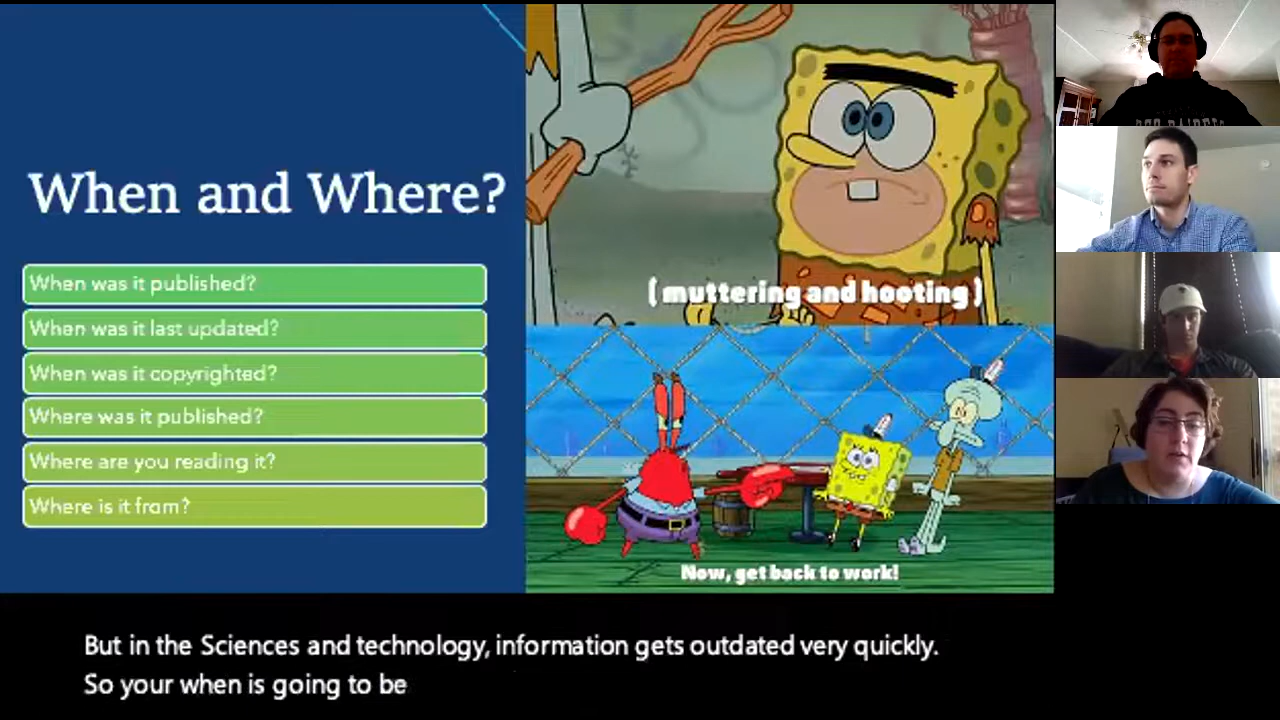 When and Where?
When was it published?
When was it last updated?
When was it copyrighted?
Where was it published?
Where are you reading it?
Where is it from?
(muttering and hooting)
Now, get back to work!
But in the Sciences and technology, information gets outdated very quickly.
So your when is going to be